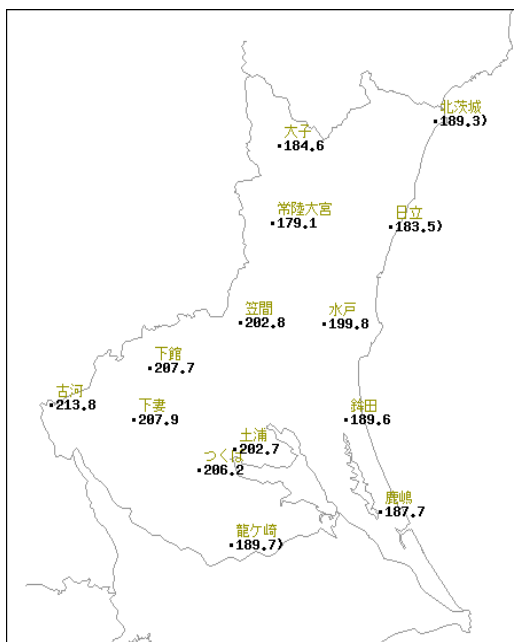 北茨城
189.3)
大子
184.6
常陸大宮
179.1
日立
183.5)
笠間
202.8
水戸
199.8
下館
207.7
古河
213.8
下妻
207.9
鉾田
189.6
土浦
202.7
つくば
206.2
鹿嶋
187.7
龍ケ崎
189.7)